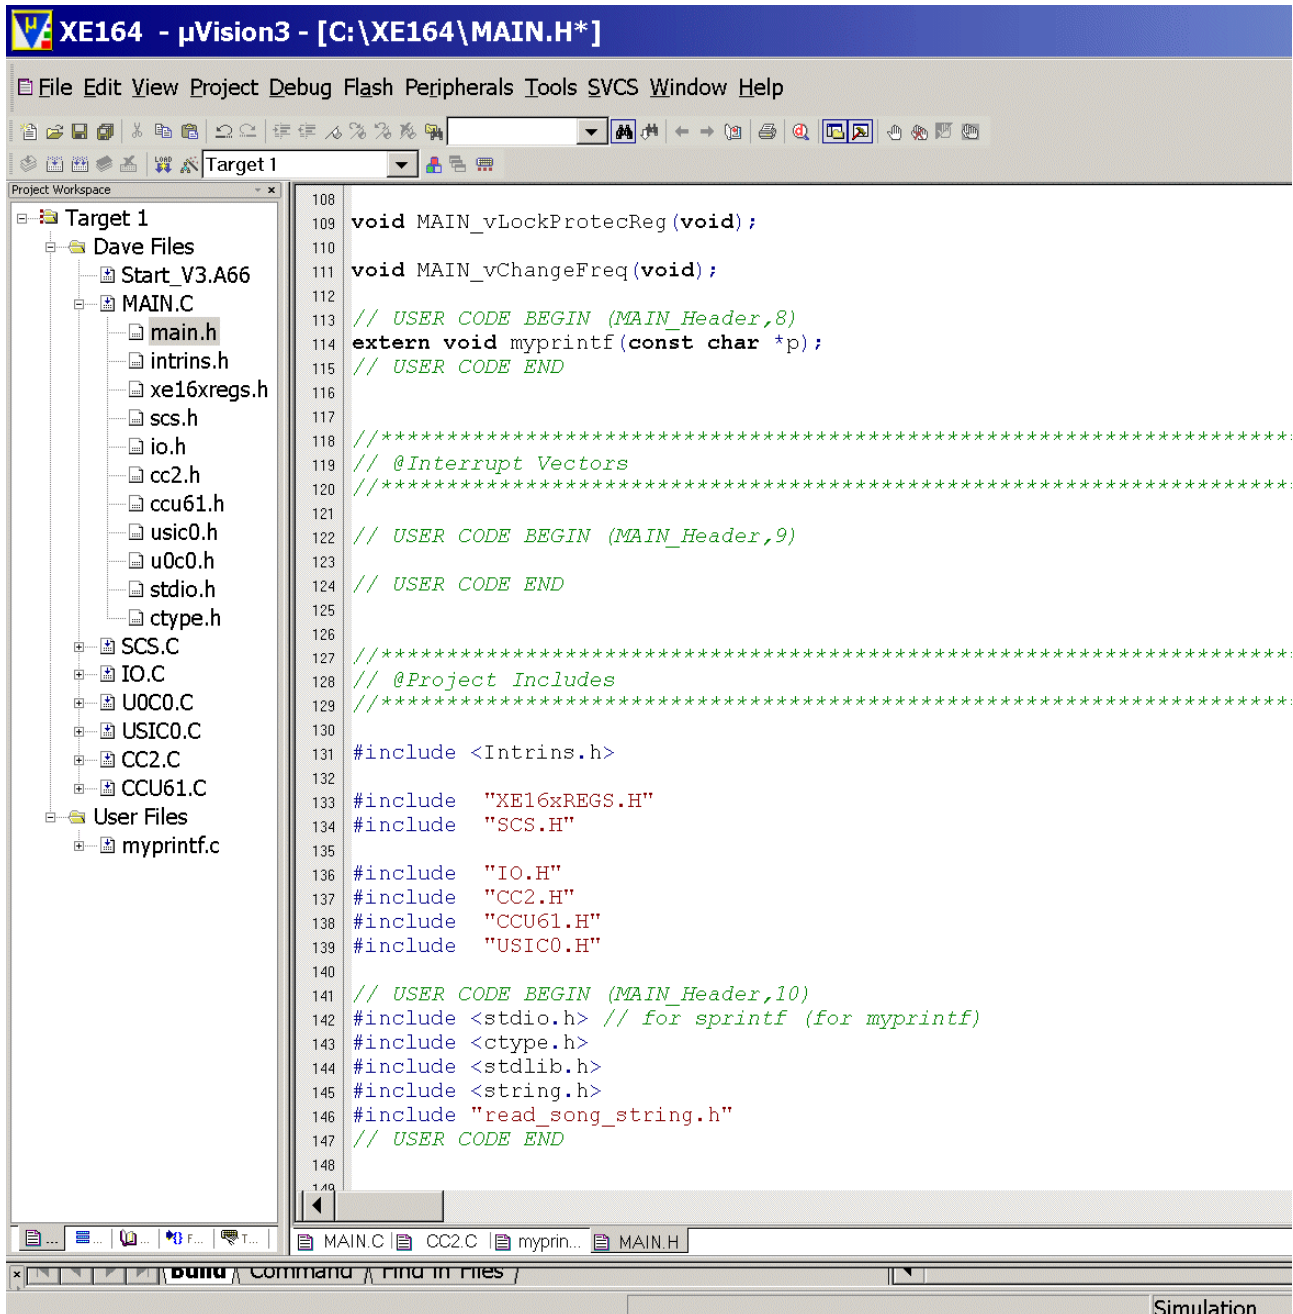 XE164 - µVision3 - [C:\XE164\MAIN.H*]
File Edit View Project Debug Flash Peripherals Tools SVCS Window Help
LOAD Target 1
Project Workspace
Target 1
Dave Files
Start_V3.A66
MAIN.C
main.h
intrins.h
xe16xregs.h
scs.h
io.h
cc2.h
ccu61.h
usic0.h
u0c0.h
stdio.h
ctype.h
SCS.C
IO.C
U0C0.C
USIC0.C
CC2.C
CCU61.C
User Files
myprintf.c
... ... ... F... T...
108
109 void MAIN_vLockProtecReg(void);
110
111 void MAIN_vChangeFreq(void);
112
113 // USER CODE BEGIN (MAIN_Header,8)
114 extern void myprintf(const char *p);
115 // USER CODE END
116
117
118 //**********************************************************************
119 // @Interrupt Vectors
120 //**********************************************************************
121
122 // USER CODE BEGIN (MAIN_Header,9)
123
124 // USER CODE END
125
126
127 //**********************************************************************
128 // @Project Includes
129 //**********************************************************************
130
131 #include <Intrins.h>
132
133 #include  "XE16xREGS.H"
134 #include  "SCS.H"
135
136 #include  "IO.H"
137 #include  "CC2.H"
138 #include  "CCU61.H"
139 #include  "USIC0.H"
140
141 // USER CODE BEGIN (MAIN_Header,10)
142 #include <stdio.h> // for sprintf (for myprintf)
143 #include <ctype.h>
144 #include <stdlib.h>
145 #include <string.h>
146 #include "read_song_string.h"
147 // USER CODE END
148
149
MAIN.C CC2.C myprin... MAIN.H
Build Command Find in Files
Simulation